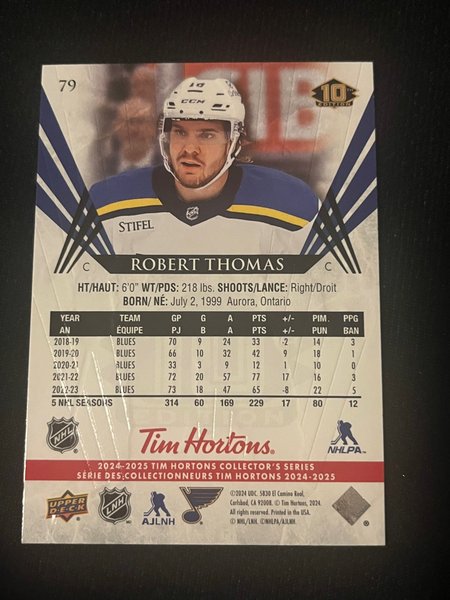 79
18
CCM
10
EDITION
STIFEL
C ROBERT THOMAS C
HT/HAUT: 6'0" WT/PDS: 218 lbs. SHOOTS/LANCE: Right/Droit
BORN/ NÉ: July 2, 1999 Aurora, Ontario
YEAR TEAM GP G A PTS +/- PIM. PPG
AN ÉQUIPE PJ B A PTS +/- PUN BAN
2018-19 BLUES 70 9 24 33 -2 14 3
2019-20 BLUES 66 10 32 42 9 18 1
2020-21 BLUES 33 3 9 12 1 10 0
2021-22 BLUES 72 20 57 77 17 16 3
2022-23 BLUES 73 18 47 65 -8 22 5
5 NHL SEASONS 314 60 169 229 17 80 12
NHL
Tim Hortons.
NHLPA
2024-2025 TIM HORTONS COLLECTOR'S SERIES
SÉRIE DES COLLECTIONNEURS TIM HORTONS 2024-2025
UPPER DECK
LNH
AJLNH
©2024 UDC. 5830 El Camino Real,
Carlsbad, CA 92008. © Tim Hortons, 2024.
All rights reserved. Printed in the USA.
© NHL/LNH. ©NHLPA/AJLNH.